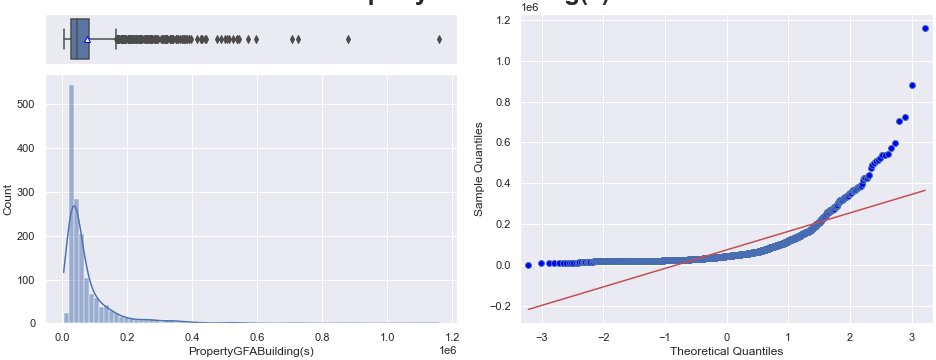 1e6
1.2
1.0
0.8
0.6
0.4
0.2
0.0
−0.2
Sample Quantiles
−3 −2 −1 0 1 2 3
Theoretical Quantiles
500
400
300
200
100
0
Count
0.0 0.2 0.4 0.6 0.8 1.0 1.2
1e6
PropertyGFABuilding(s)